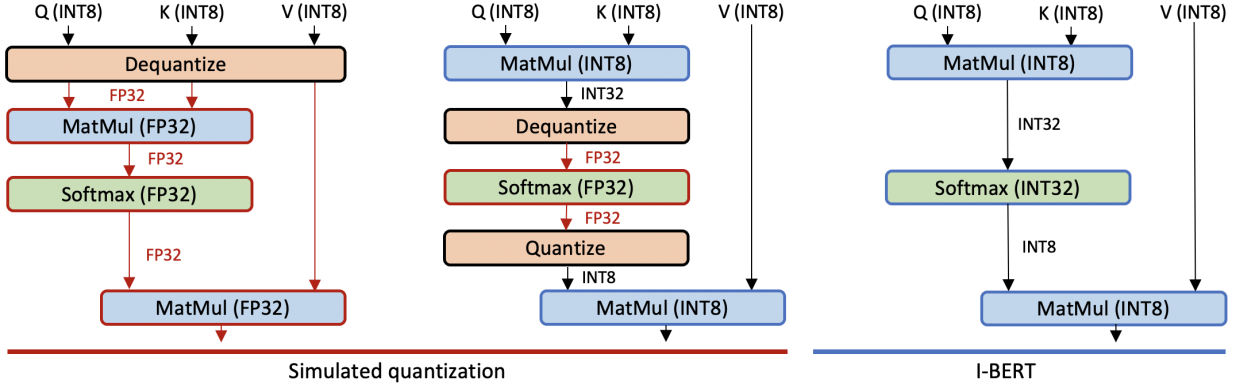 Q (INT8) K (INT8) V (INT8)
Dequantize
FP32
MatMul (FP32)
FP32
Softmax (FP32)
FP32
MatMul (FP32)
Q (INT8) K (INT8) V (INT8)
MatMul (INT8)
INT32
Dequantize
FP32
Softmax (FP32)
FP32
Quantize
INT8
MatMul (INT8)
Simulated quantization
Q (INT8) K (INT8) V (INT8)
MatMul (INT8)
INT32
Softmax (INT32)
INT8
MatMul (INT8)
I-BERT